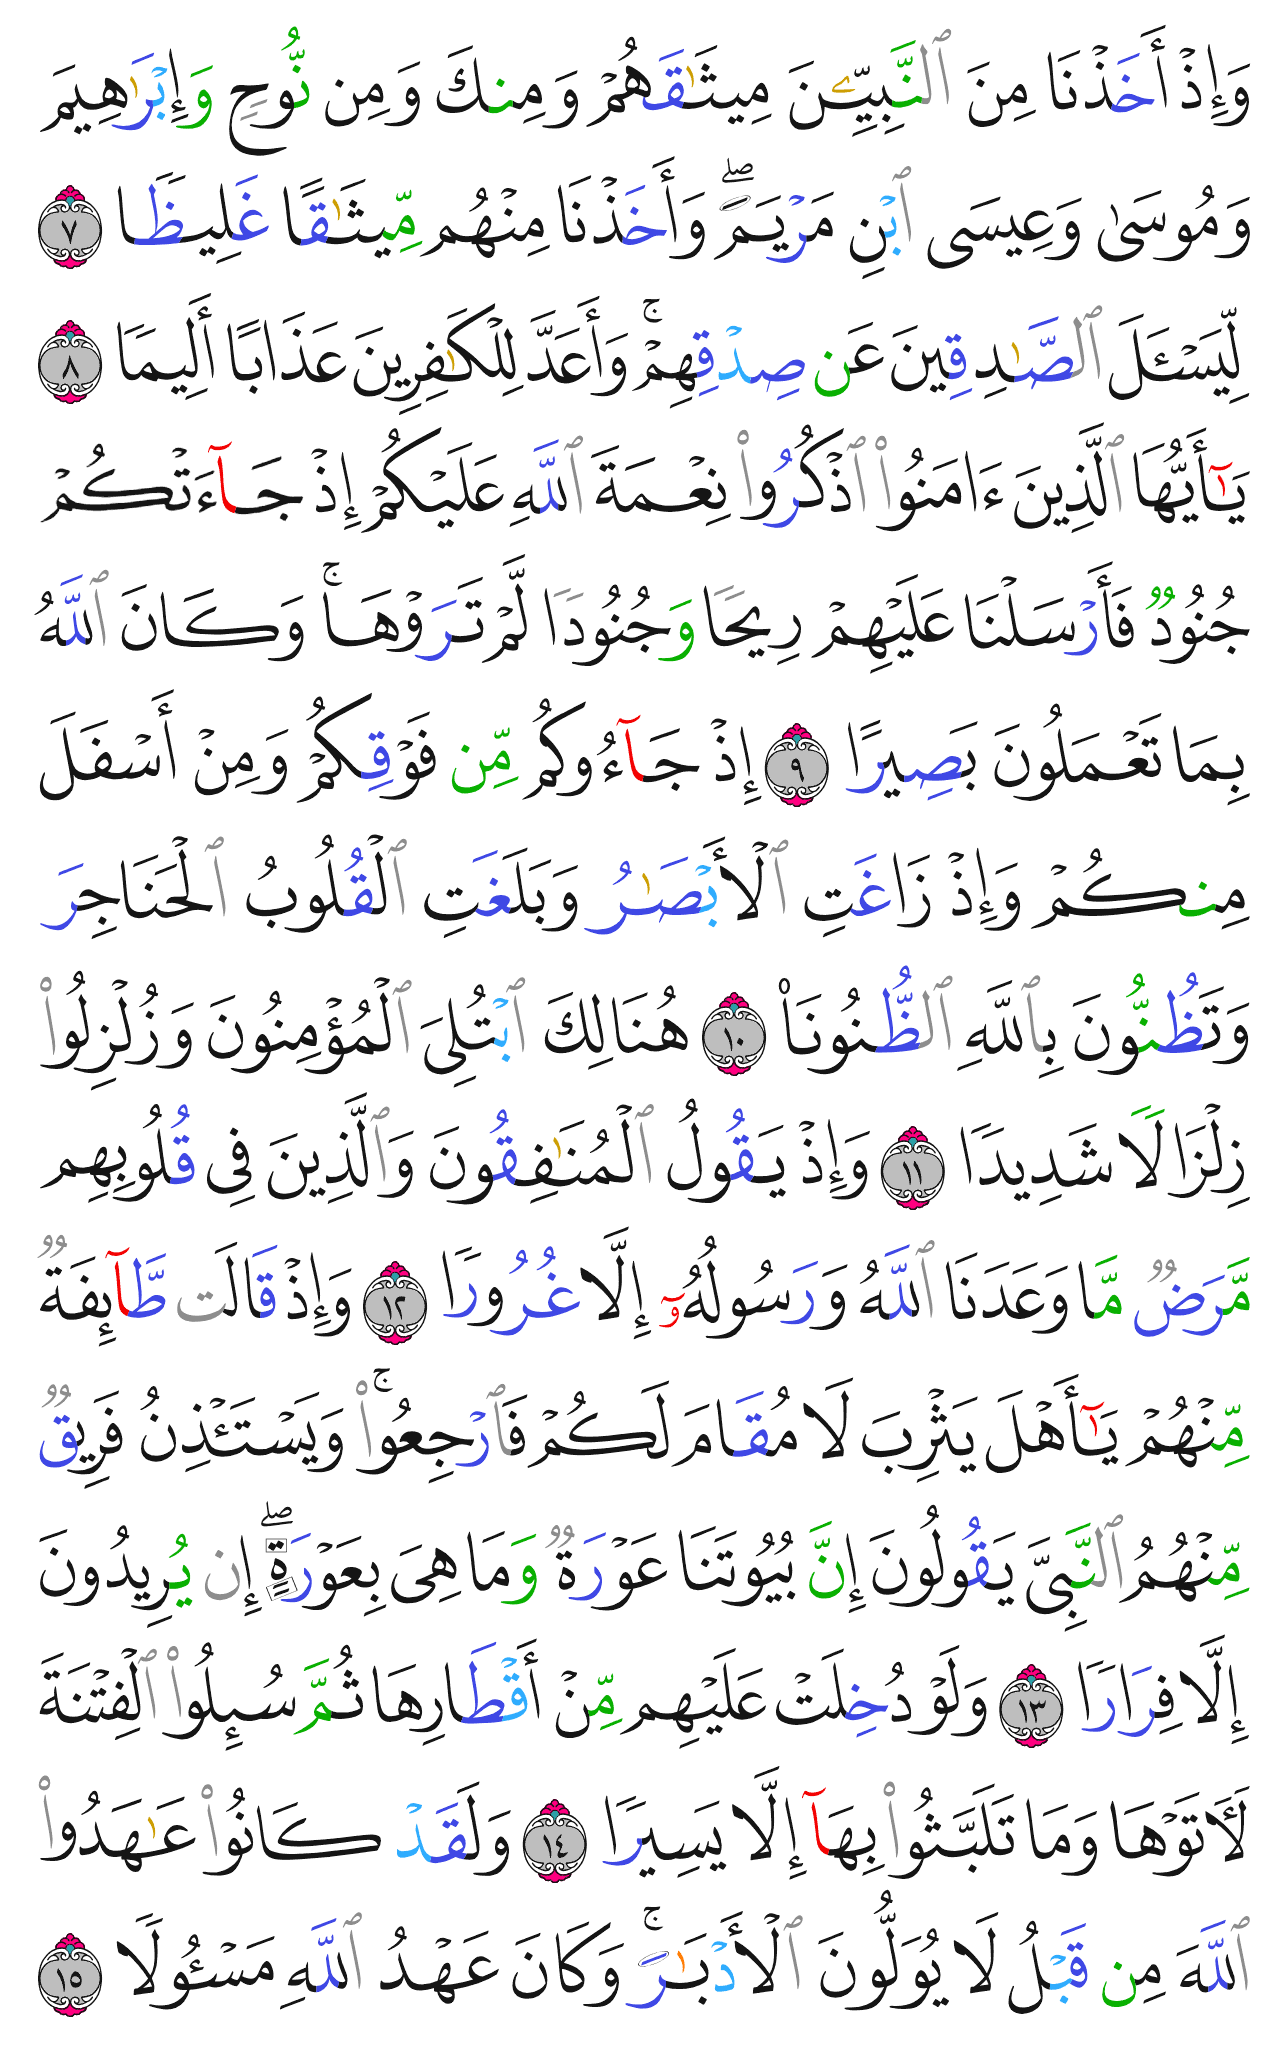 وَإِذۡ أَخَذۡنَا مِنَ ٱلنَّبِيِّـۧنَ مِيثَٰقَهُمۡ وَمِنكَ وَمِن نُّوحٖ وَإِبۡرَٰهِيمَ
وَمُوسَىٰ وَعِيسَى ٱبۡنِ مَرۡيَمَۖ وَأَخَذۡنَا مِنۡهُم مِّيثَٰقًا غَلِيظٗا ٧
لِّيَسۡـَٔلَ ٱلصَّٰدِقِينَ عَن صِدۡقِهِمۡۚ وَأَعَدَّ لِلۡكَٰفِرِينَ عَذَابًا أَلِيمٗا ٨
يَٰٓأَيُّهَا ٱلَّذِينَ ءَامَنُواْ ٱذۡكُرُواْ نِعۡمَةَ ٱللَّهِ عَلَيۡكُمۡ إِذۡ جَآءَتۡكُمۡ
جُنُودٞ فَأَرۡسَلۡنَا عَلَيۡهِمۡ رِيحٗا وَجُنُودٗا لَّمۡ تَرَوۡهَاۚ وَكَانَ ٱللَّهُ
بِمَا تَعۡمَلُونَ بَصِيرًا ٩ إِذۡ جَآءُوكُم مِّن فَوۡقِكُمۡ وَمِنۡ أَسۡفَلَ
مِنكُمۡ وَإِذۡ زَاغَتِ ٱلۡأَبۡصَٰرُ وَبَلَغَتِ ٱلۡقُلُوبُ ٱلۡحَنَاجِرَ
وَتَظُنُّونَ بِٱللَّهِ ٱلظُّنُونَا۠ ١٠ هُنَالِكَ ٱبۡتُلِيَ ٱلۡمُؤۡمِنُونَ وَزُلۡزِلُواْ
زِلۡزَالٗا شَدِيدٗا ١١ وَإِذۡ يَقُولُ ٱلۡمُنَٰفِقُونَ وَٱلَّذِينَ فِي قُلُوبِهِم
مَّرَضٞ مَّا وَعَدَنَا ٱللَّهُ وَرَسُولُهُۥٓ إِلَّا غُرُورٗا ١٢ وَإِذۡ قَالَت طَّآئِفَةٞ
مِّنۡهُمۡ يَٰٓأَهۡلَ يَثۡرِبَ لَا مُقَامَ لَكُمۡ فَٱرۡجِعُواْۚ وَيَسۡتَـٔۡذِنُ فَرِيقٞ
مِّنۡهُمُ ٱلنَّبِيَّ يَقُولُونَ إِنَّ بُيُوتَنَا عَوۡرَةٞ وَمَا هِيَ بِعَوۡرَةٍۖ إِن يُرِيدُونَ
إِلَّا فِرَارٗا ١٣ وَلَوۡ دُخِلَتۡ عَلَيۡهِم مِّنۡ أَقۡطَارِهَا ثُمَّ سُئِلُواْ ٱلۡفِتۡنَةَ
لَأٓتَوۡهَا وَمَا تَلَبَّثُواْ بِهَآ إِلَّا يَسِيرٗا ١٤ وَلَقَدۡ كَانُواْ عَٰهَدُواْ
ٱللَّهَ مِن قَبۡلُ لَا يُوَلُّونَ ٱلۡأَدۡبَٰرَۚ وَكَانَ عَهۡدُ ٱللَّهِ مَسۡـُٔولٗا ١٥